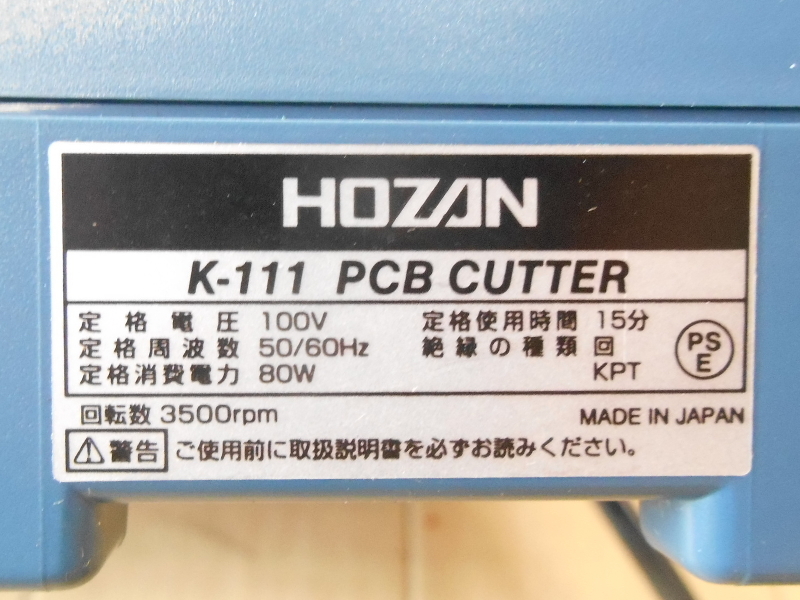 HOZAN
K-111 PCB CUTTER
定格電圧 100V 定格使用時間 15分
定格周波数 50/60Hz 絶縁の種類 回
定格消費電力 80W KPT
PS
E
回転数 3500rpm MADE IN JAPAN
警告 ご使用前に取扱説明書を必ずお読みください。